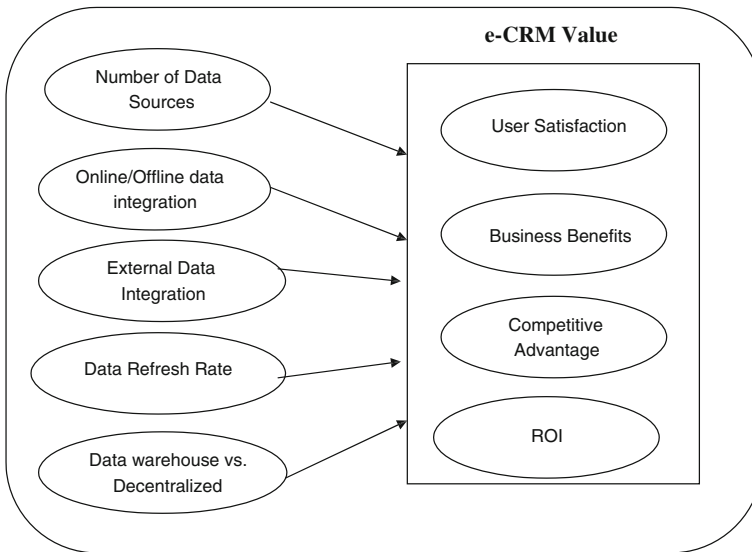 e-CRM Value
Number of Data
Sources
Online/Offline data
integration
External Data
Integration
Data Refresh Rate
Data warehouse vs.
Decentralized
User Satisfaction
Business Benefits
Competitive
Advantage
ROI